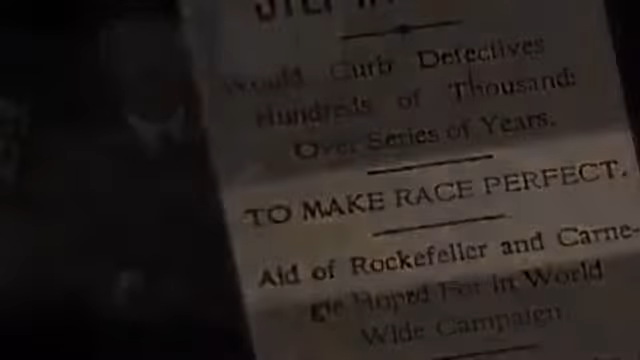 Would Curb Defectives
Hundreds of Thousands
Over Series of Years.
TO MAKE RACE PERFECT.
Aid of Rockefeller and Carne-
gie Hoped For in World
Wide Campaign